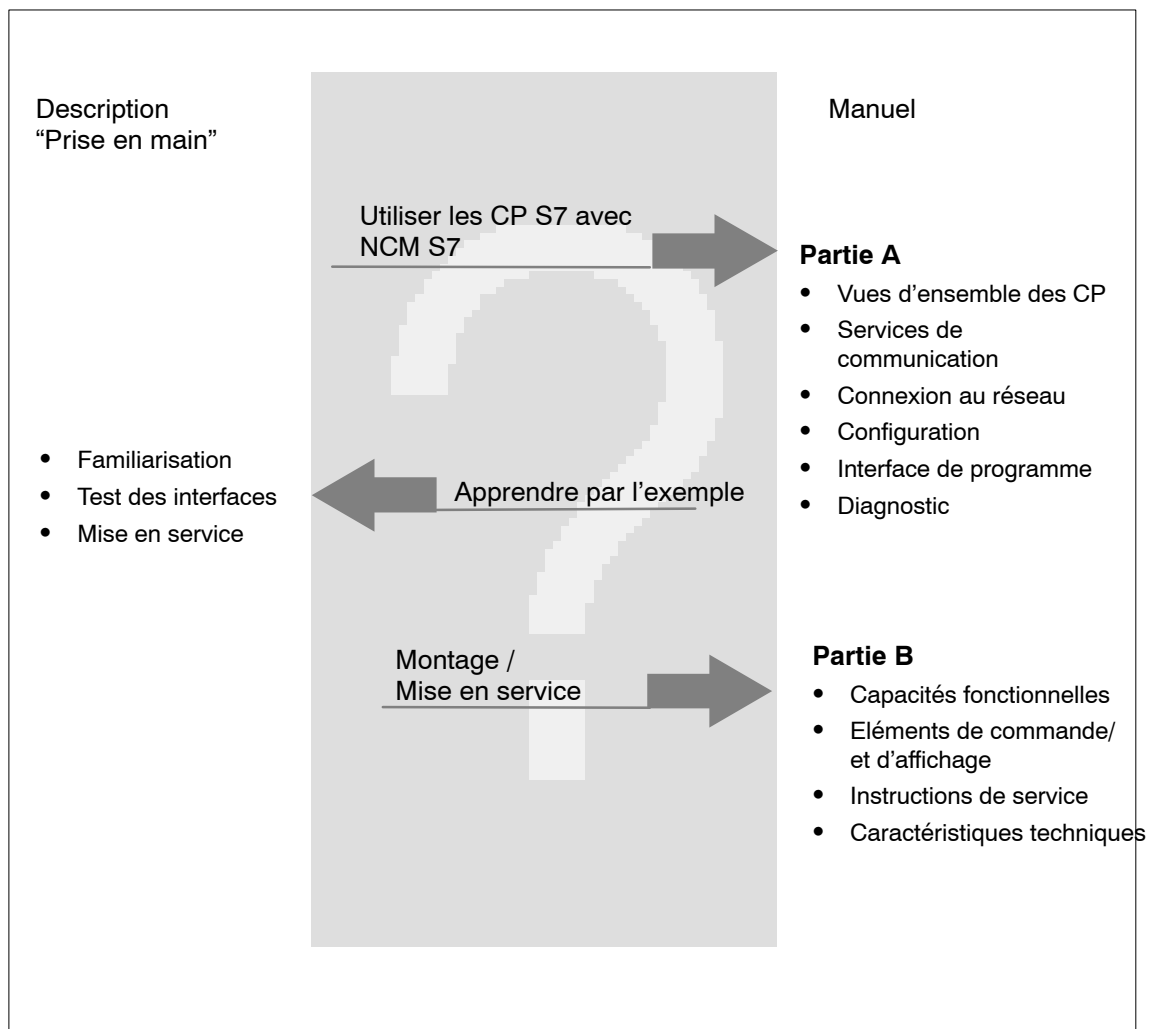 Description
“Prise en main”
Manuel
Utiliser les CP S7 avec
NCM S7
Partie A
• Vues d’ensemble des CP
• Services de
communication
• Connexion au réseau
• Configuration
• Interface de programme
• Diagnostic
• Familiarisation
• Test des interfaces
• Mise en service
Apprendre par l’exemple
Montage /
Mise en service
Partie B
• Capacités fonctionnelles
• Eléments de commande/
et d’affichage
• Instructions de service
• Caractéristiques techniques